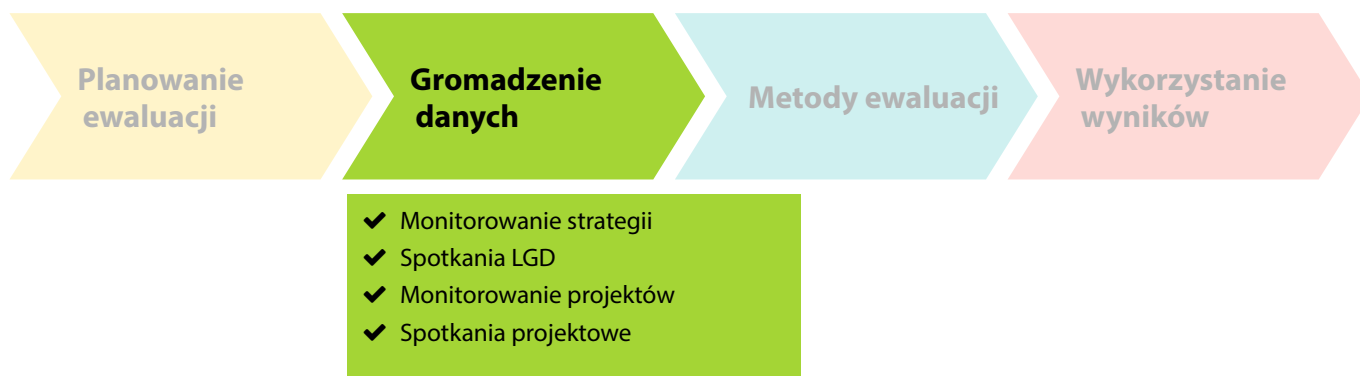 Planowanie
ewaluacji
Gromadzenie
danych
Metody ewaluacji
Wykorzystanie
wyników
✔ Monitorowanie strategii
✔ Spotkania LGD
✔ Monitorowanie projektów
✔ Spotkania projektowe